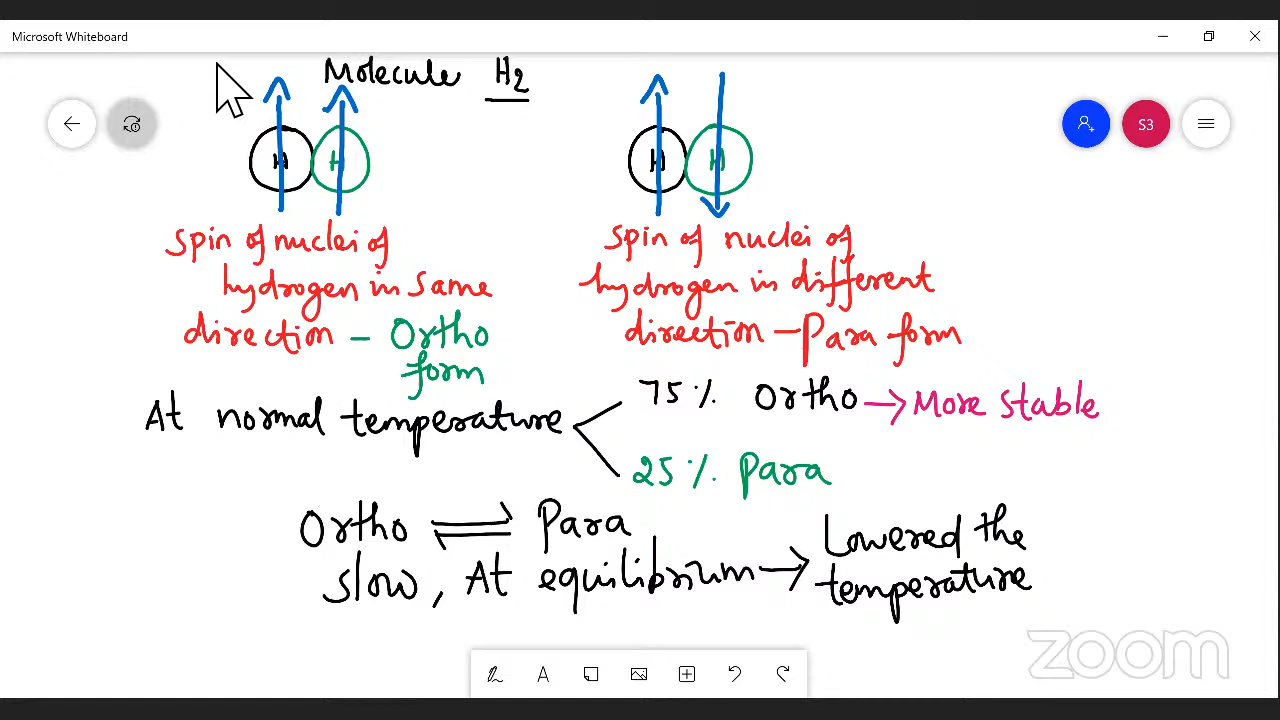 Microsoft Whiteboard
Molecule H2
H H
H H
S3
Spin of nuclei of
hydrogen in same
direction - Ortho
form
Spin of nuclei of
hydrogen in different
direction - Para form
At normal temperature
75 % Ortho → More stable
25 % Para
Ortho ⇌ Para
slow, At equilibrium → Lowered the
temperature
A
zoom